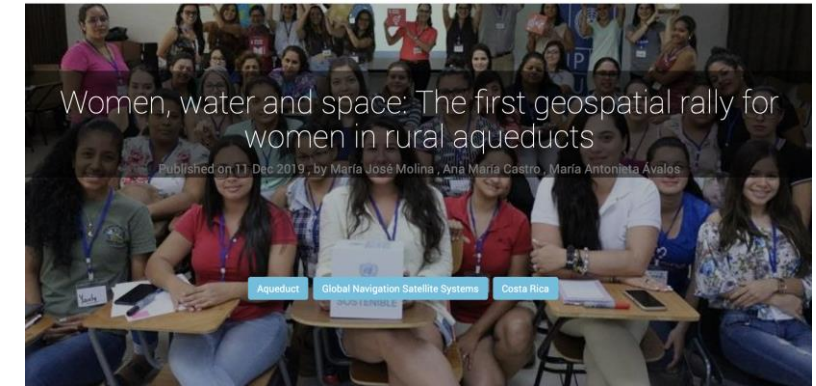 Women, water and space: The first geospatial rally for
women in rural aqueducts
Published on 11 Dec 2019 , by María José Molina , Ana María Castro , María Antonieta Ávalos
Aqueduct
Global Navigation Satellite Systems
Costa Rica
SOSTENIBLE